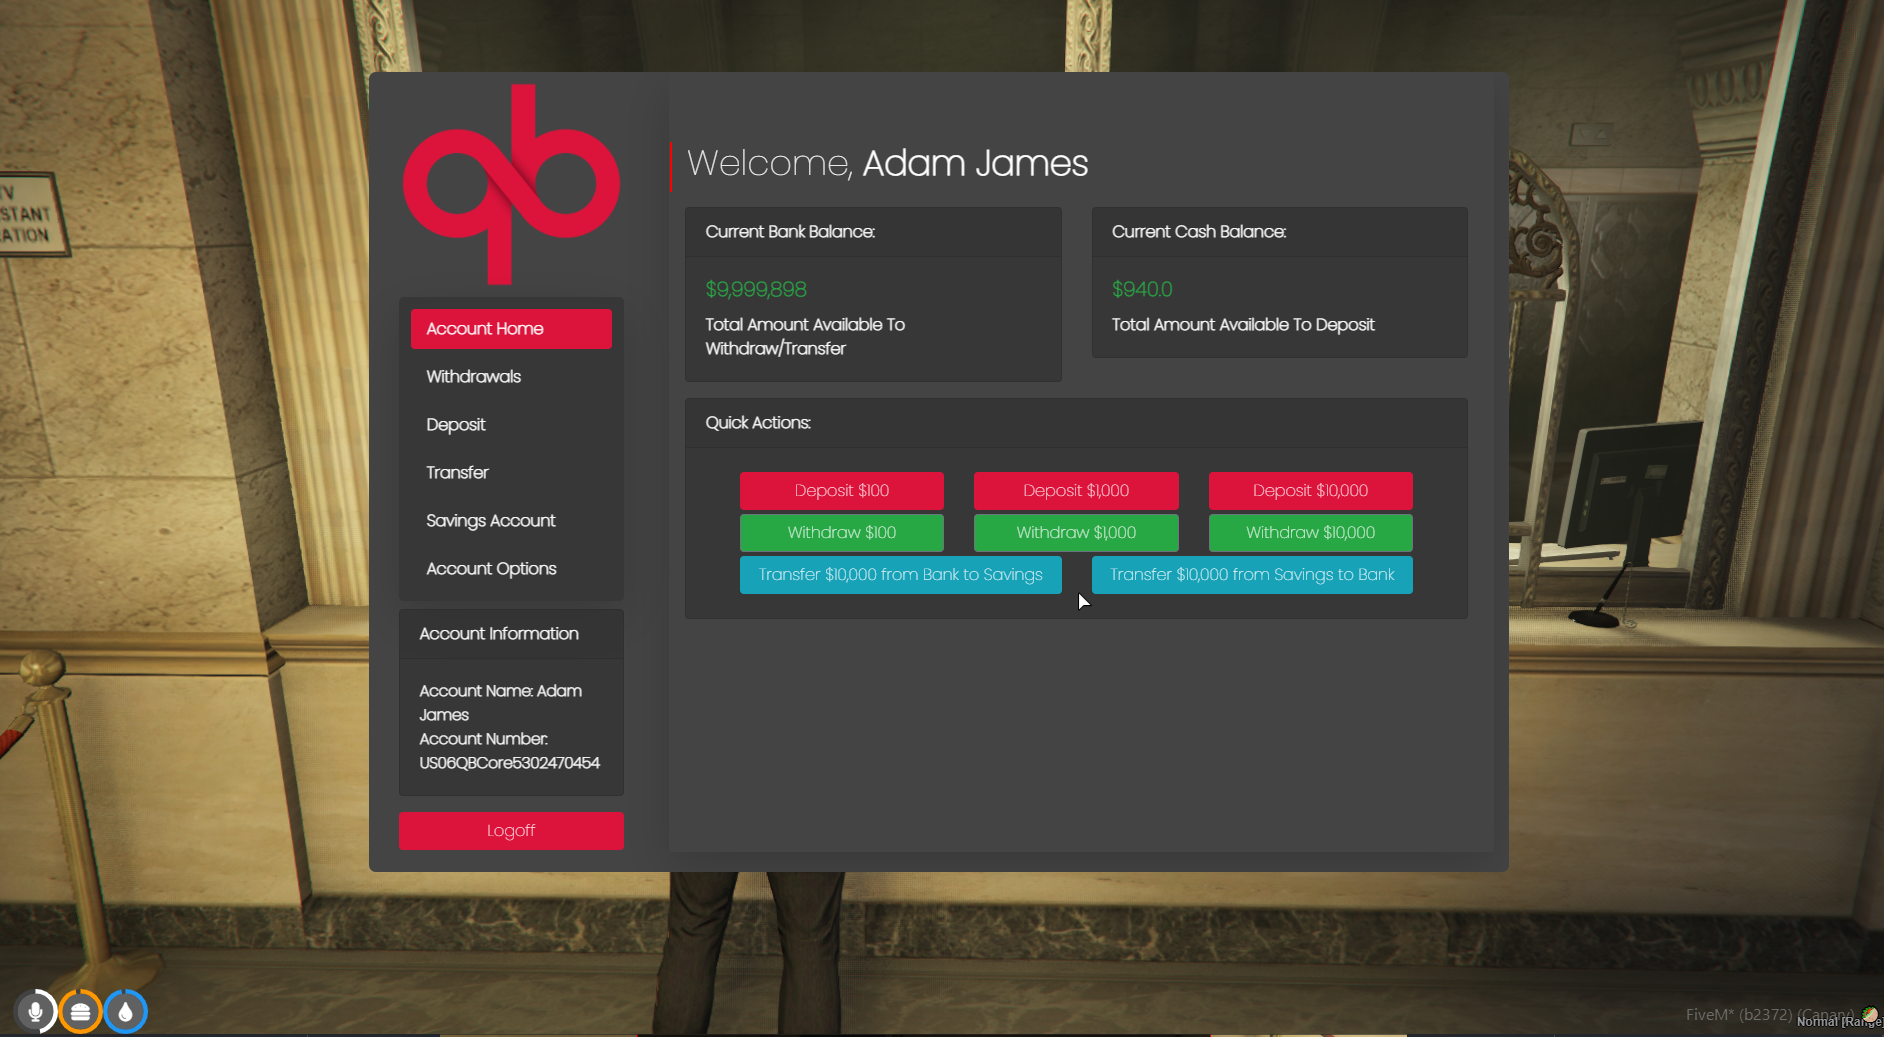 TV
STANT
ATION
Welcome, Adam James
Current Bank Balance:
$9,999,898
Total Amount Available To
Withdraw/Transfer
Current Cash Balance:
$940.0
Total Amount Available To Deposit
Account Home
Withdrawals
Deposit
Transfer
Savings Account
Account Options
Quick Actions:
Deposit $100
Deposit $1,000
Deposit $10,000
Withdraw $100
Withdraw $1,000
Withdraw $10,000
Transfer $10,000 from Bank to Savings
Transfer $10,000 from Savings to Bank
Account Information
Account Name: Adam
James
Account Number:
US06QBCore5302470454
Logoff
FiveM* (b2372) (Canary)
Normal [Range]